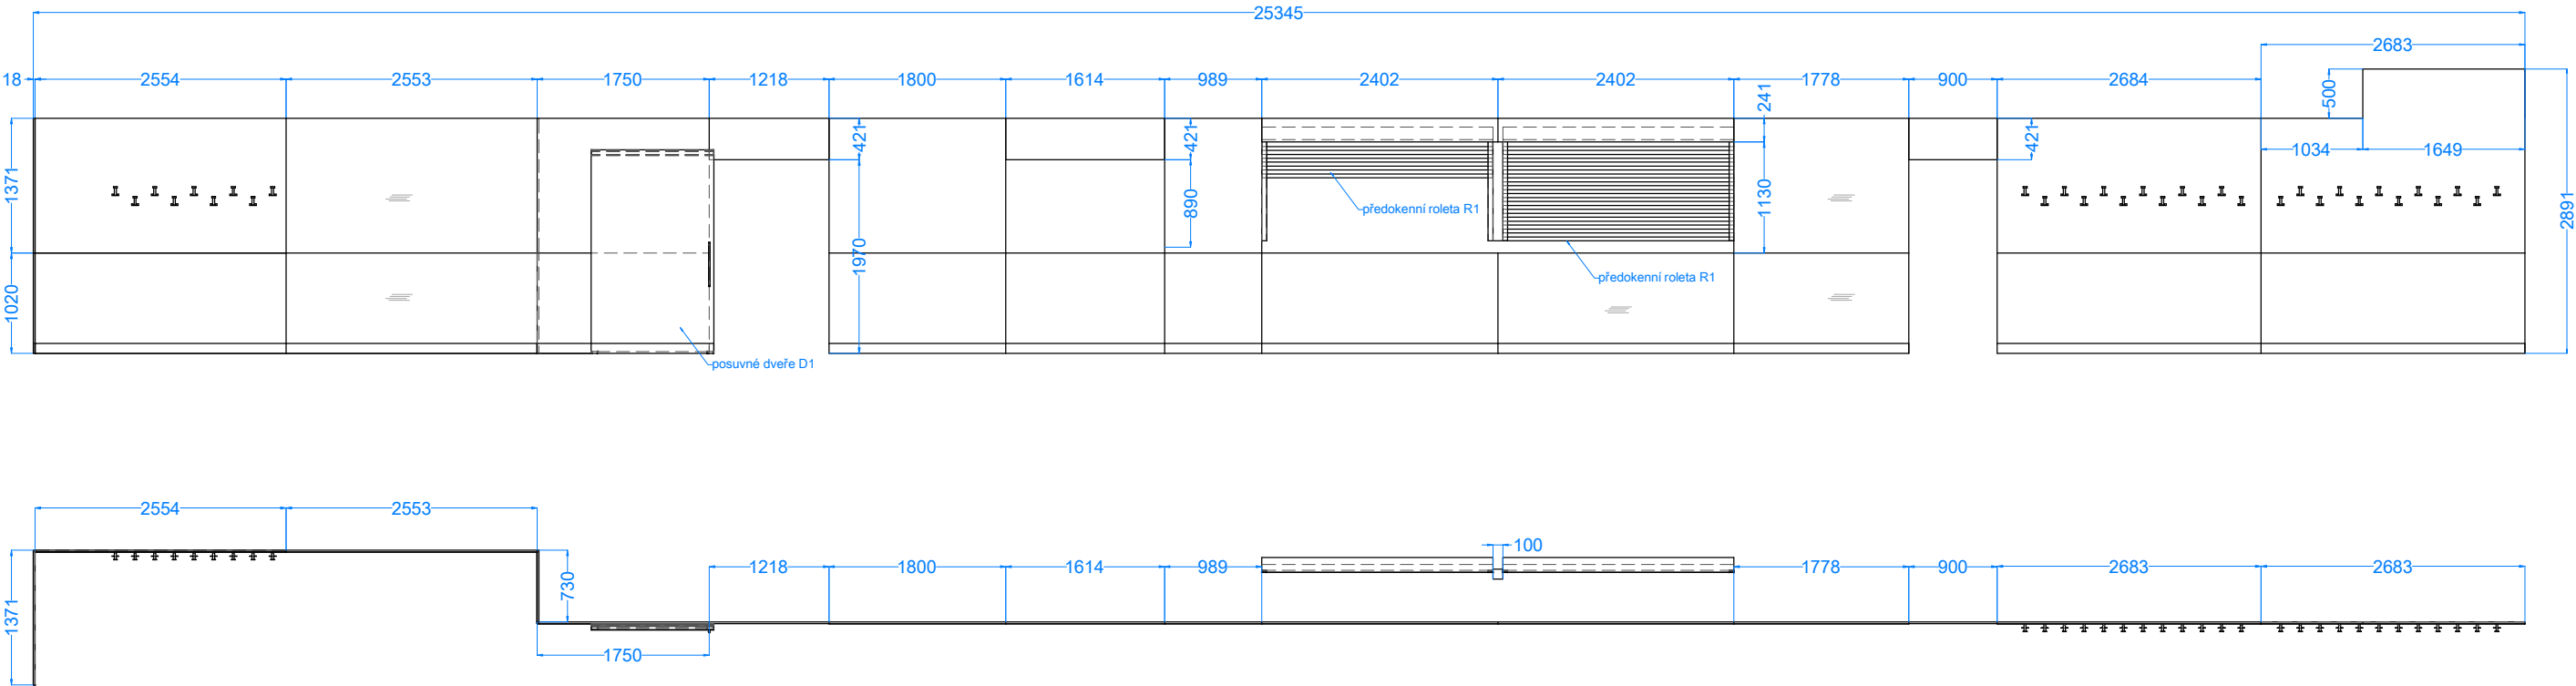 25345
2683
18 2554 2553 1750 1218 1800 1614 989 2402 2402 1778 900 2684
241
500
421 421 421
1034 1649
1371
890
1130
předokenní roleta R1
2891
1970
předokenní roleta R1
1020
posuvné dveře D1
2554 2553
100
1218 1800 1614 989 1778 900 2683 2683
730
1371
1750